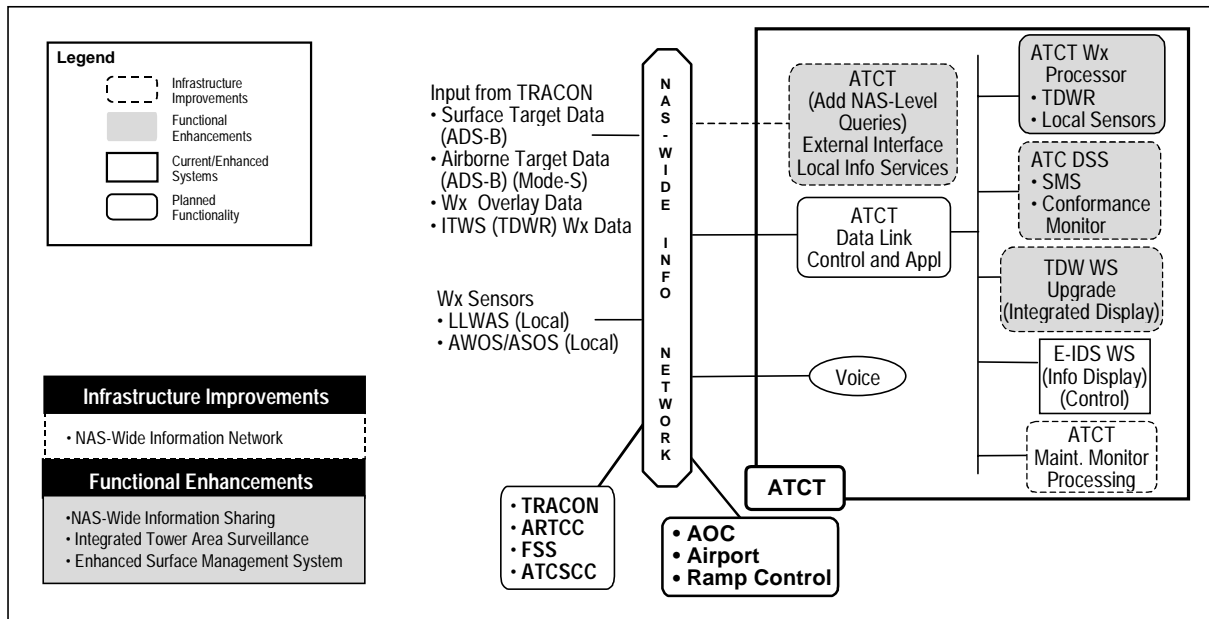 Legend
Infrastructure
Improvements
Functional
Enhancements
Current/Enhanced
Systems
Planned
Functionality
Input from TRACON
• Surface Target Data
(ADS-B)
• Airborne Target Data
(ADS-B) (Mode-S)
• Wx Overlay Data
• ITWS (TDWR) Wx Data
Wx Sensors
• LLWAS (Local)
• AWOS/ASOS (Local)
NAS-WIDE INFO NETWORK
ATCT
(Add NAS-Level
Queries)
External Interface
Local Info Services
ATCT
Data Link
Control and Appl
Voice
ATCT Wx
Processor
• TDWR
• Local Sensors
ATC DSS
• SMS
• Conformance
Monitor
TDW WS
Upgrade
(Integrated Display)
E-IDS WS
(Info Display)
(Control)
ATCT
Maint. Monitor
Processing
ATCT
Infrastructure Improvements
• NAS-Wide Information Network
Functional Enhancements
•NAS-Wide Information Sharing
• Integrated Tower Area Surveillance
• Enhanced Surface Management System
• TRACON
• ARTCC
• FSS
• ATCSCC
• AOC
• Airport
• Ramp Control